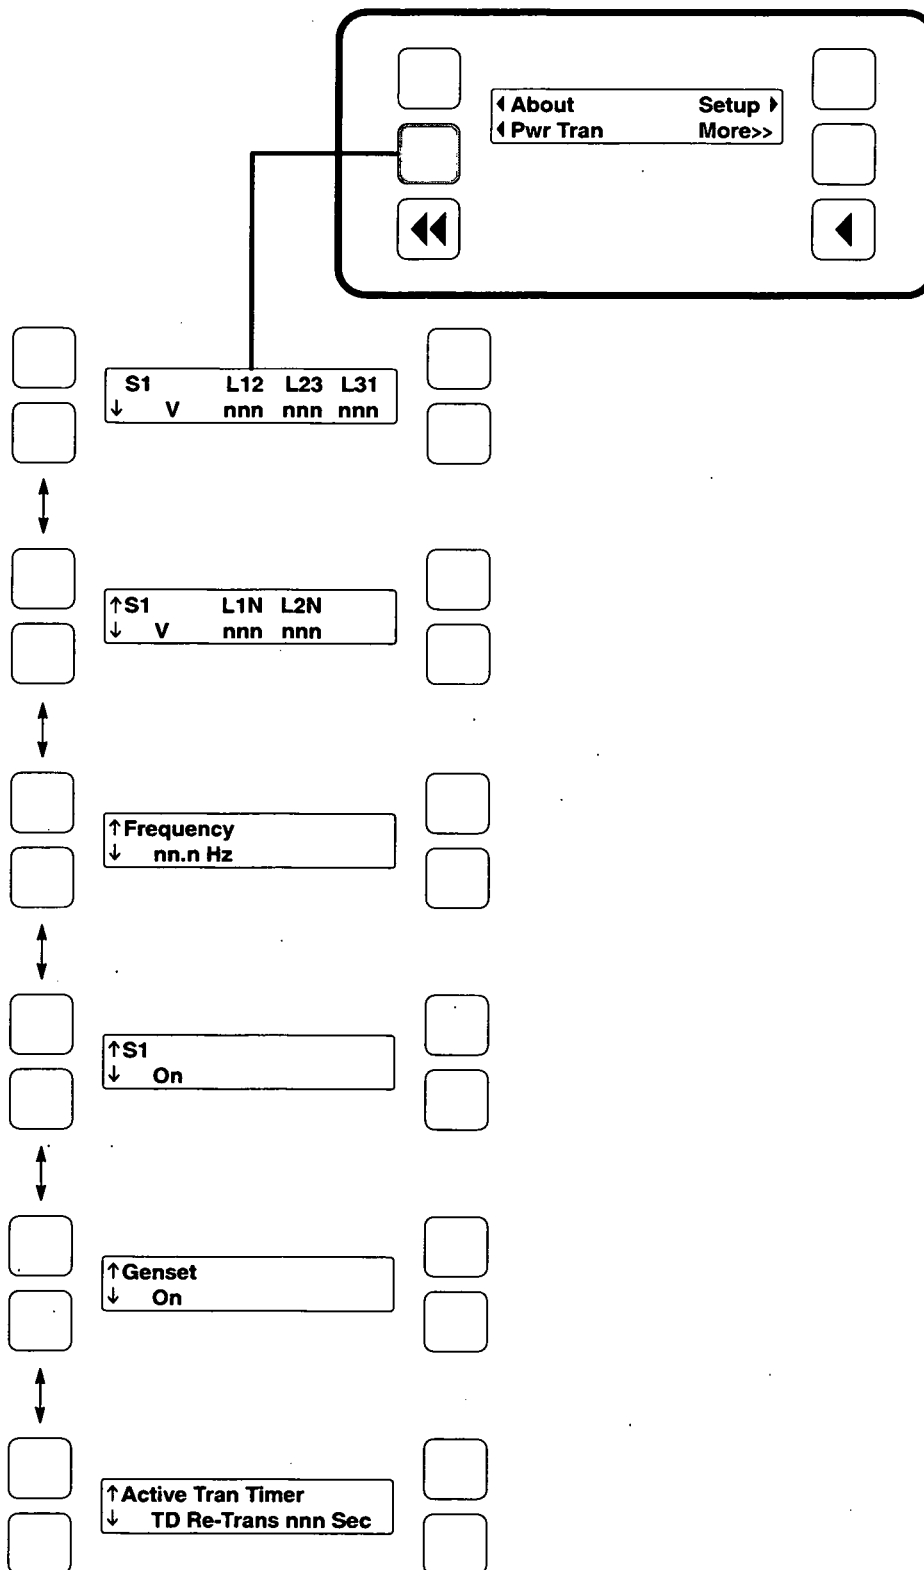 ◀ About Setup ▶
◀ Pwr Tran More>>
S1 L12 L23 L31
↓ V nnn nnn nnn
↑S1 L1N L2N
↓ V nnn nnn
↑Frequency
↓ nn.n Hz
↑S1
↓ On
↑Genset
↓ On
↑Active Tran Timer
↓ TD Re-Trans nnn Sec